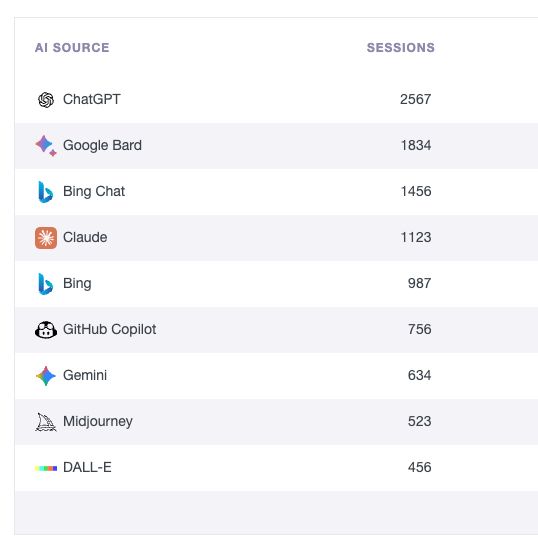 AI SOURCE SESSIONS
ChatGPT 2567
Google Bard 1834
Bing Chat 1456
Claude 1123
Bing 987
GitHub Copilot 756
Gemini 634
Midjourney 523
DALL-E 456